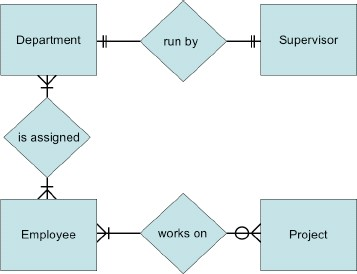 Department
run by
Supervisor
is assigned
Employee
works on
Project